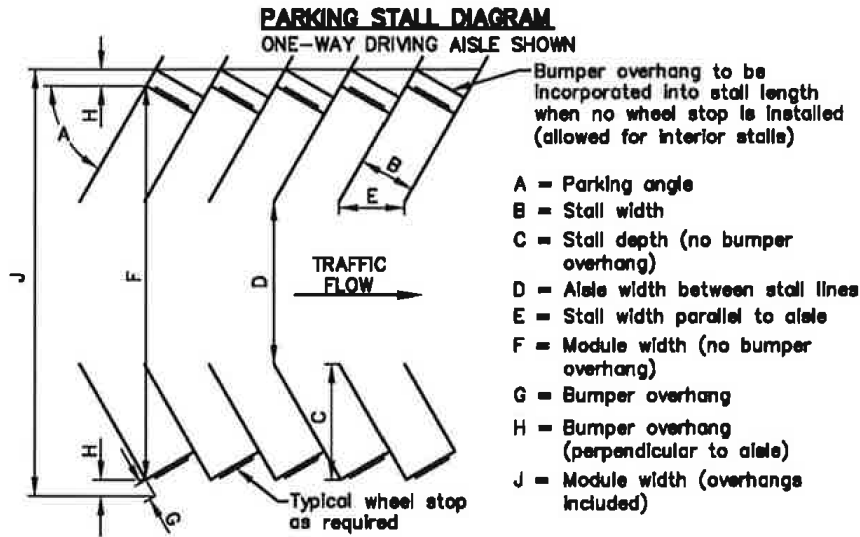 PARKING STALL DIAGRAM
ONE-WAY DRIVING AISLE SHOWN
Bumper overhang to be
incorporated into stall length
when no wheel stop is installed
(allowed for interior stalls)
H
A
B
E
A = Parking angle
B = Stall width
C = Stall depth (no bumper
overhang)
D = Aisle width between stall lines
E = Stall width parallel to aisle
F = Module width (no bumper
overhang)
G = Bumper overhang
H = Bumper overhang
(perpendicular to aisle)
J = Module width (overhangs
included)
J
F
D
TRAFFIC
FLOW
C
H
G
Typical wheel stop
as required